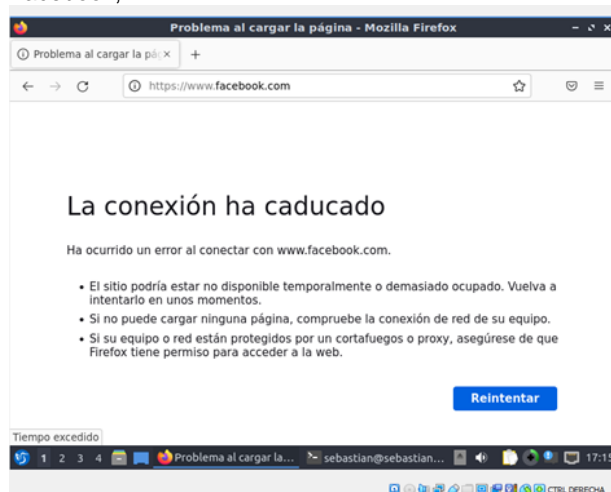 Problema al cargar la página - Mozilla Firefox
Problema al cargar la pág
https://www.facebook.com
La conexión ha caducado
Ha ocurrido un error al conectar con www.facebook.com.
• El sitio podría estar no disponible temporalmente o demasiado ocupado. Vuelva a
intentarlo en unos momentos.
• Si no puede cargar ninguna página, compruebe la conexión de red de su equipo.
• Si su equipo o red están protegidos por un cortafuegos o proxy, asegúrese de que
Firefox tiene permiso para acceder a la web.
Reintentar
Tiempo excedido
1 2 3 4 Problema al cargar la... sebastian@sebastian... 17:15
CTRL DERECHA